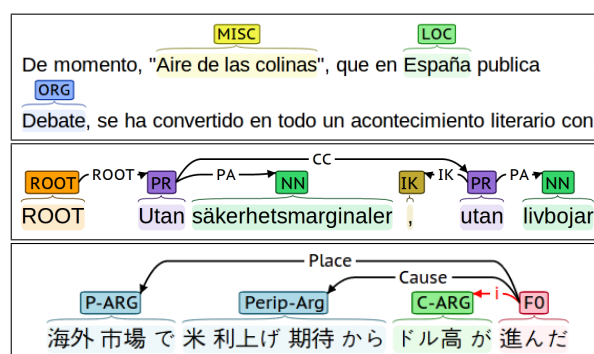 MISC LOC
De momento, "Aire de las colinas", que en España publica
ORG
Debate, se ha convertido en todo un acontecimiento literario con
CC
ROOT ROOT PR PA NN IK IK PR PA NN
ROOT Utan säkerhetsmarginaler , utan livbojar
Place
Cause
P-ARG Perip-Arg C-ARG i F0
海外 市場 で 米 利上げ 期待 から ドル高 が 進んだ